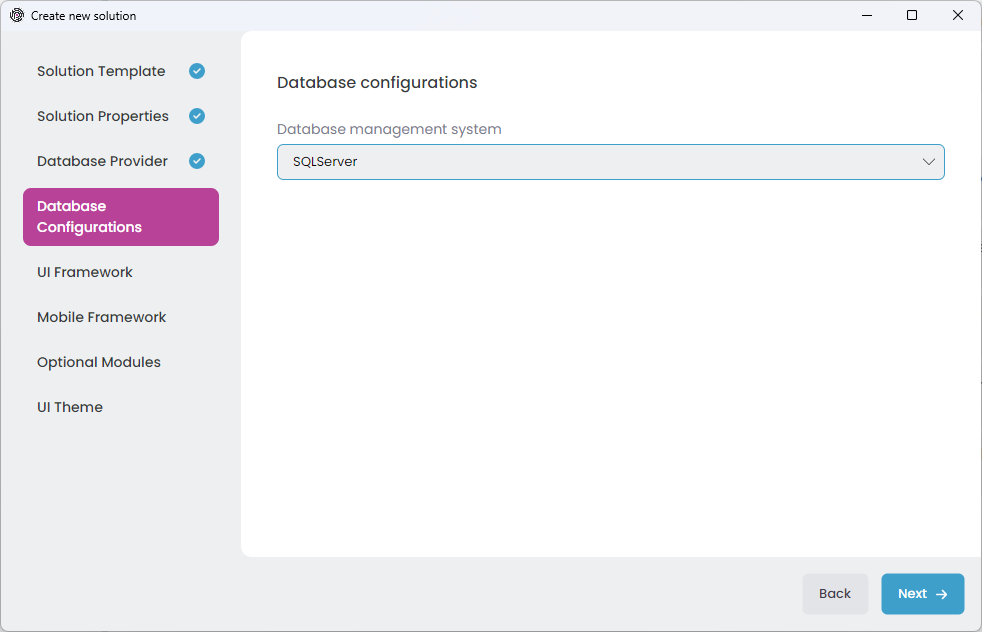 Create new solution
Solution Template
Solution Properties
Database Provider
Database
Configurations
UI Framework
Mobile Framework
Optional Modules
UI Theme
Database configurations
Database management system
SQLServer
Back
Next